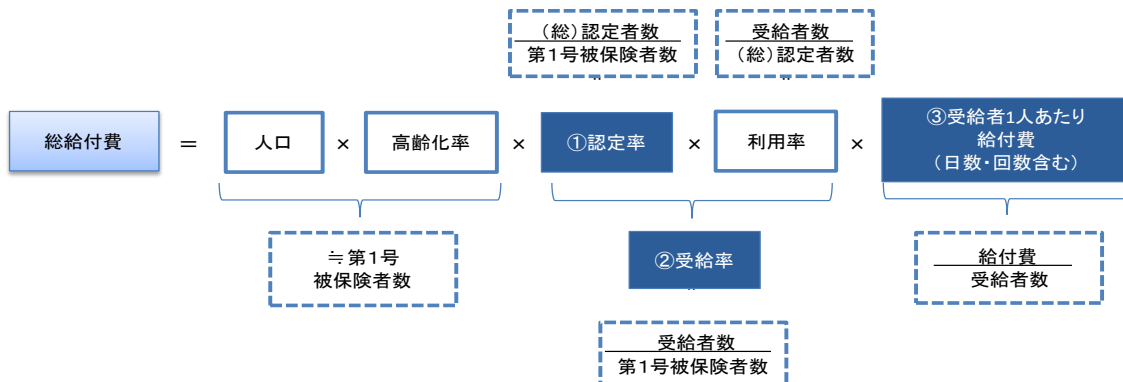 (総)認定者数
第1号被保険者数
受給者数
(総)認定者数
総給付費
=
人口
×
高齢化率
×
①認定率
×
利用率
×
③受給者1人あたり
給付費
(日数・回数含む)
≒第1号
被保険者数
②受給率
給付費
受給者数
受給者数
第1号被保険者数